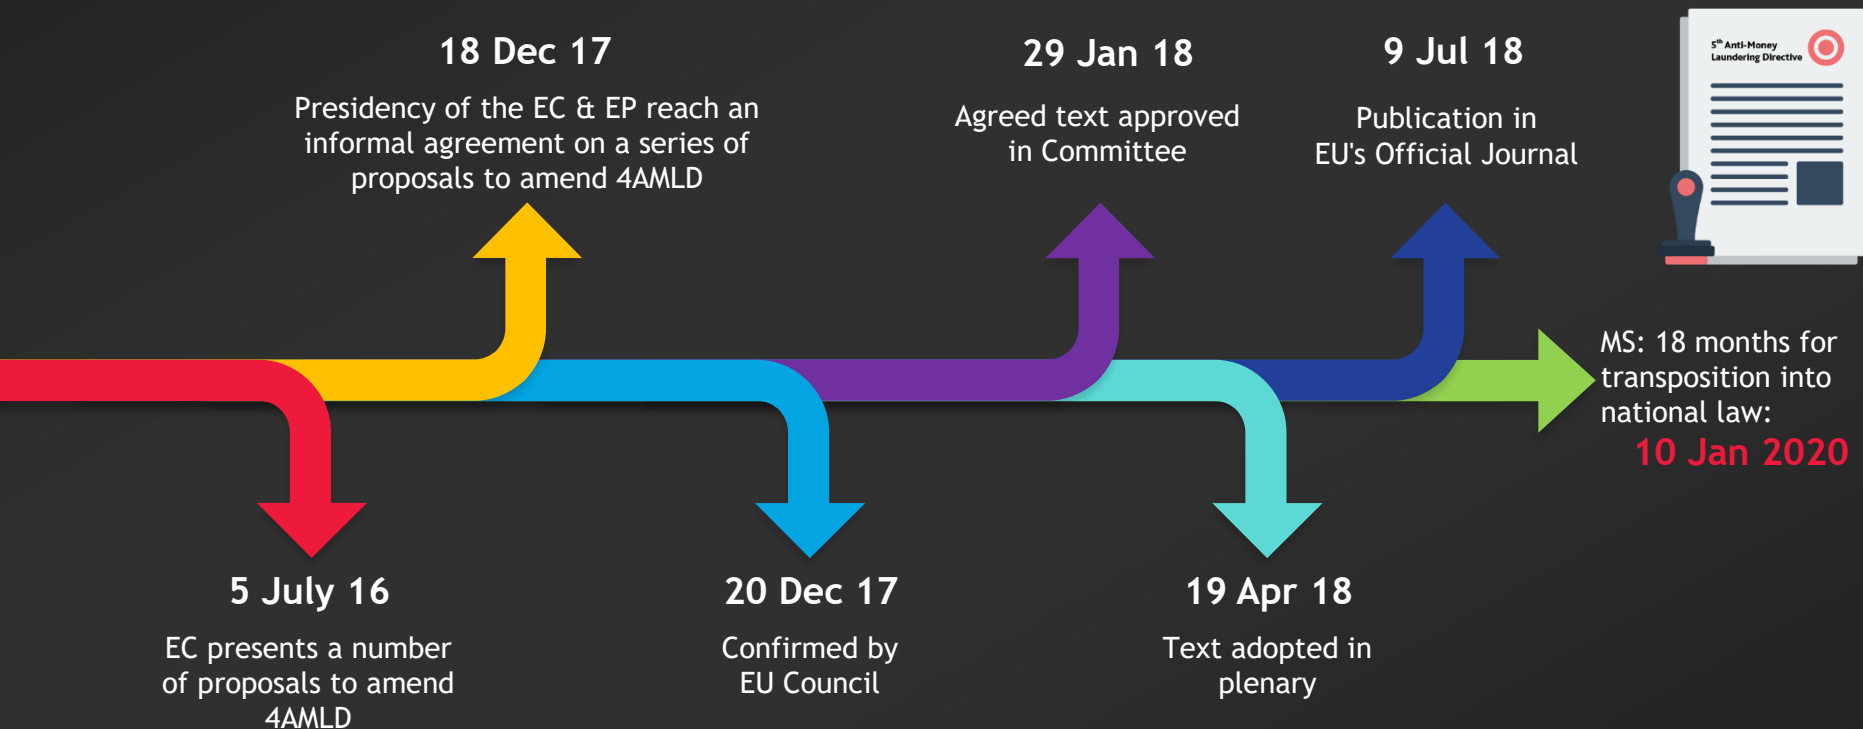 18 Dec 17
Presidency of the EC & EP reach an
informal agreement on a series of
proposals to amend 4AMLD
29 Jan 18
Agreed text approved
in Committee
9 Jul 18
Publication in
EU's Official Journal
5th Anti-Money
Laundering Directive
MS: 18 months for
transposition into
national law:
10 Jan 2020
5 July 16
EC presents a number
of proposals to amend
4AMLD
20 Dec 17
Confirmed by
EU Council
19 Apr 18
Text adopted in
plenary